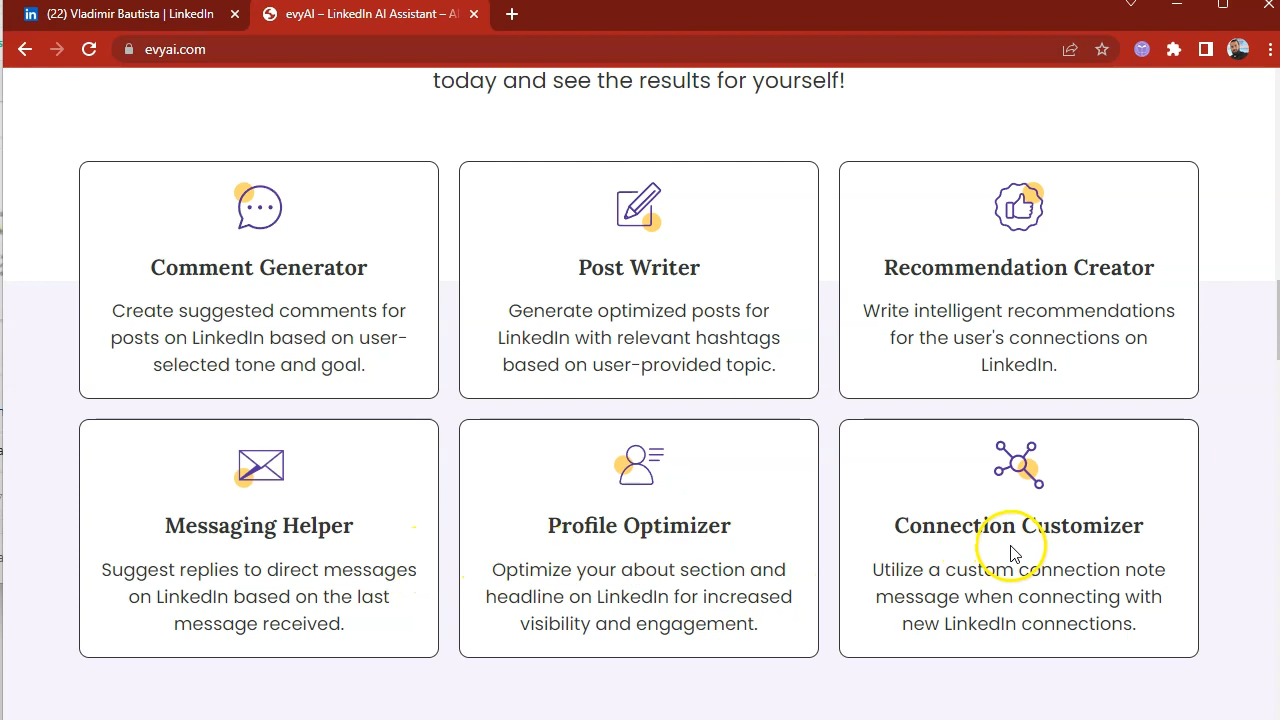 (22) Vladimir Bautista | LinkedIn
evyAI – LinkedIn AI Assistant – A
evyai.com
today and see the results for yourself!
Comment Generator
Create suggested comments for
posts on LinkedIn based on user-
selected tone and goal.
Post Writer
Generate optimized posts for
LinkedIn with relevant hashtags
based on user-provided topic.
Recommendation Creator
Write intelligent recommendations
for the user's connections on
LinkedIn.
Messaging Helper
Suggest replies to direct messages
on LinkedIn based on the last
message received.
Profile Optimizer
Optimize your about section and
headline on LinkedIn for increased
visibility and engagement.
Connection Customizer
Utilize a custom connection note
message when connecting with
new LinkedIn connections.